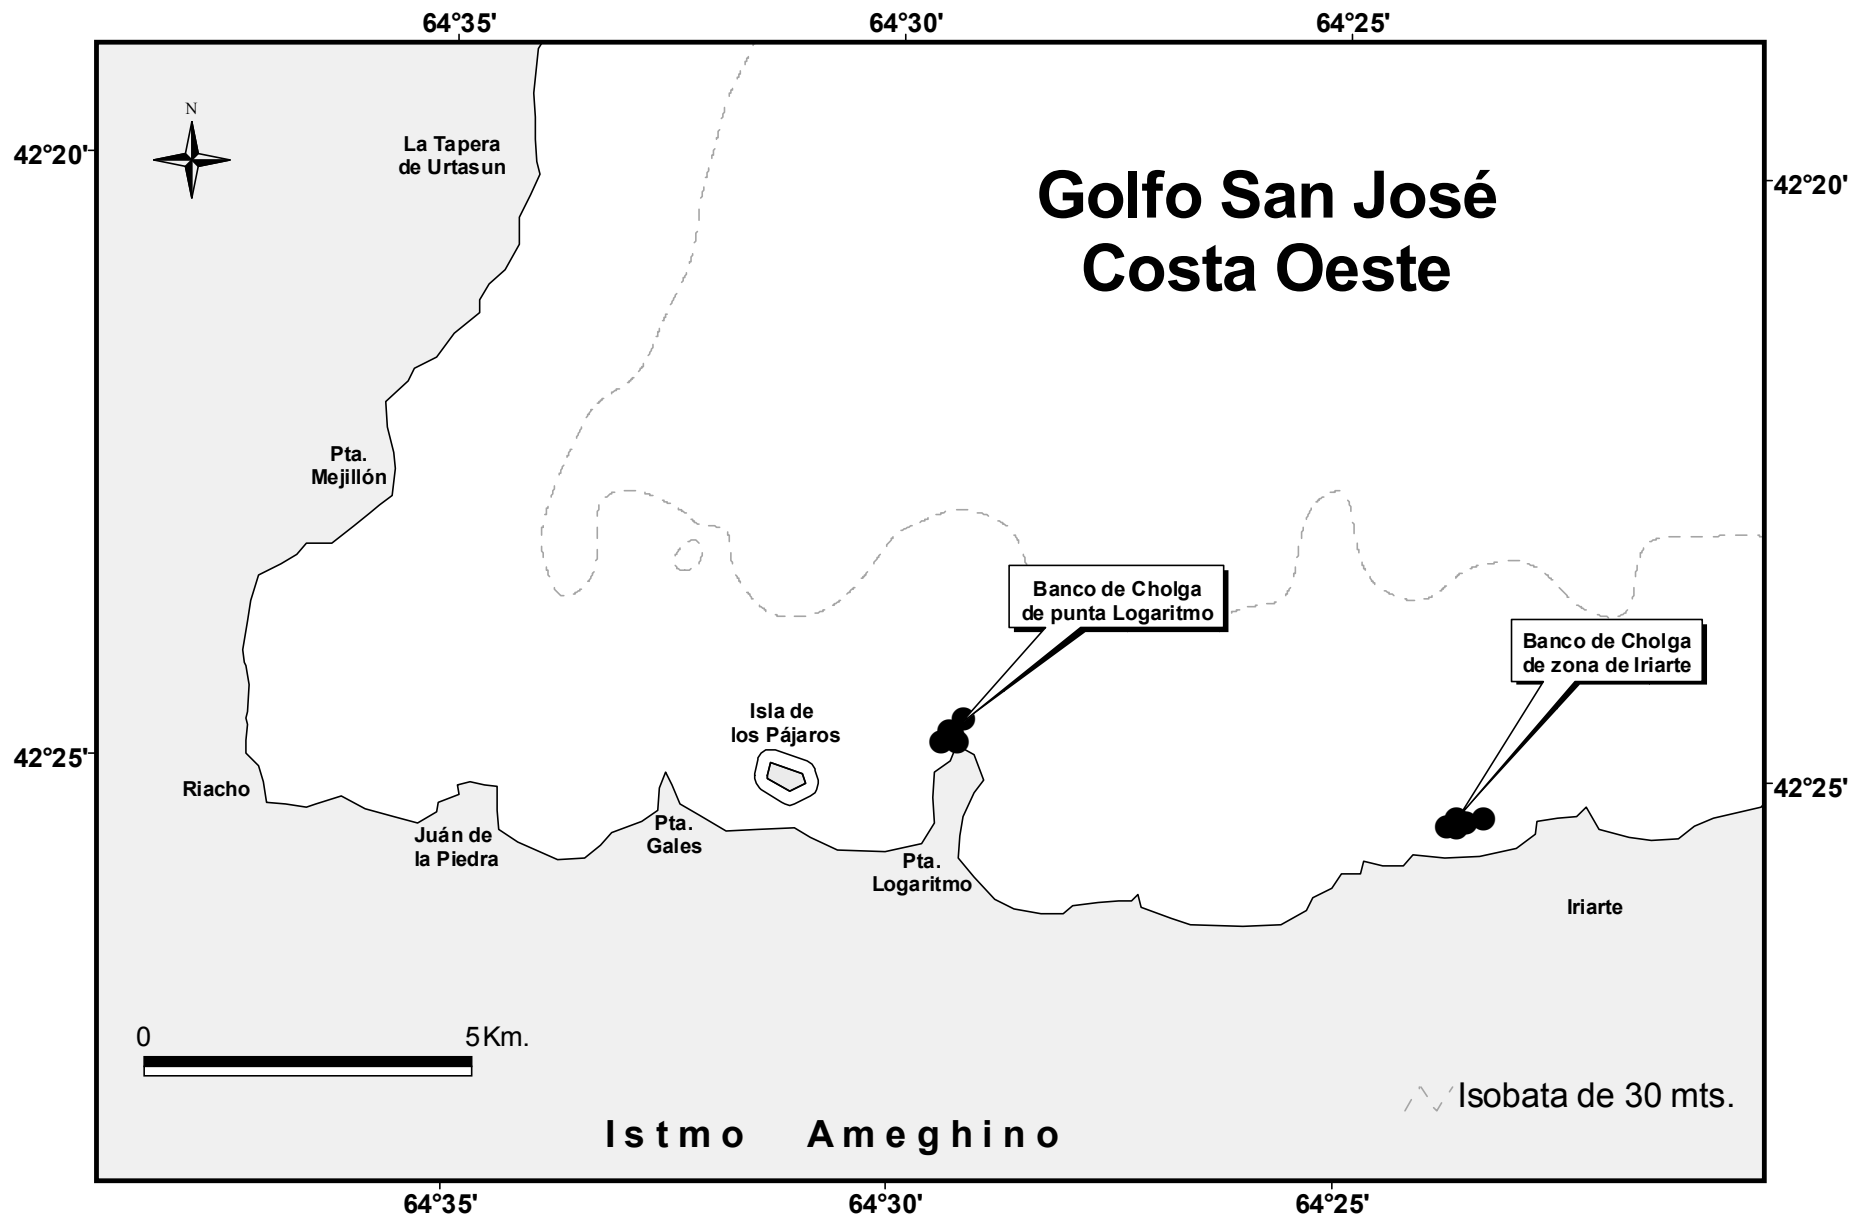 64°35'
64°30'
64°25'
N
42°20'
La Tapera
de Urtasun
Golfo San José
Costa Oeste
42°20'
Pta.
Mejillón
Banco de Cholga
de punta Logaritmo
Banco de Cholga
de zona de Iriarte
Isla de
los Pájaros
42°25'
Riacho
42°25'
Juán de
la Piedra
Pta.
Gales
Pta.
Logaritmo
Iriarte
0 5Km.
Isobata de 30 mts.
Istmo Ameghino
64°35'
64°30'
64°25'